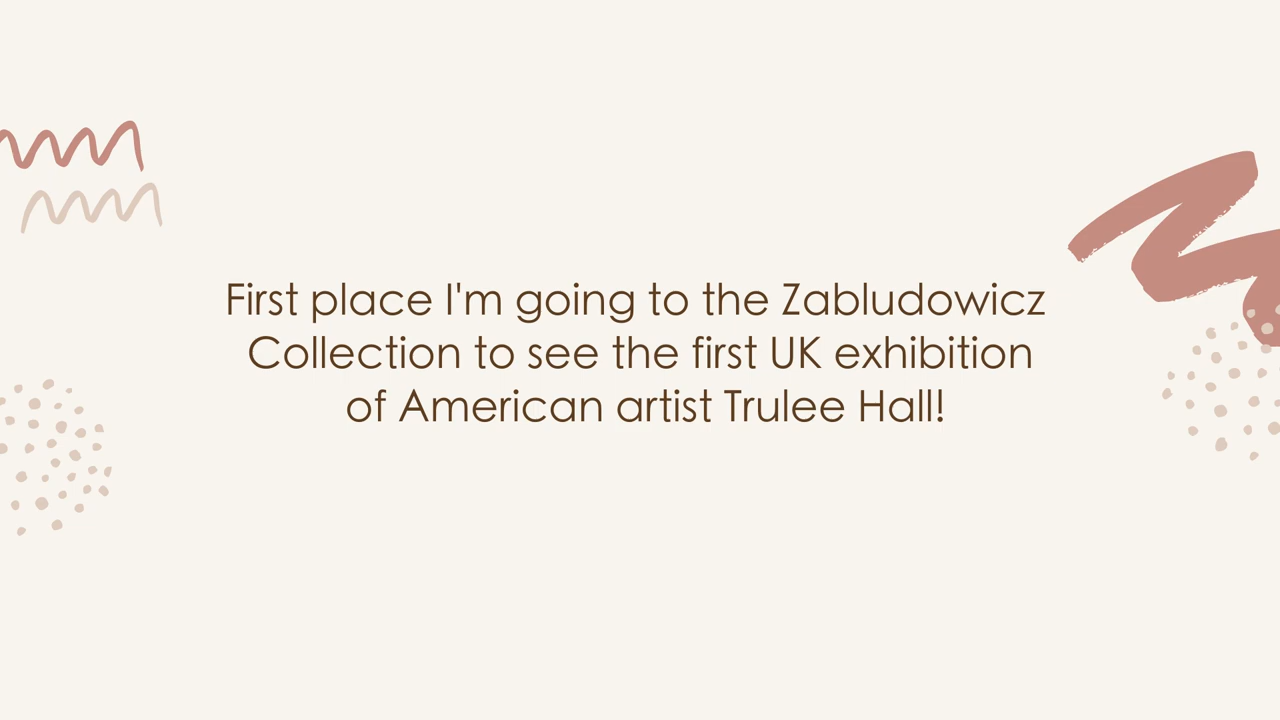 First place I'm going to the Zabludowicz
Collection to see the first UK exhibition
of American artist Trulee Hall!